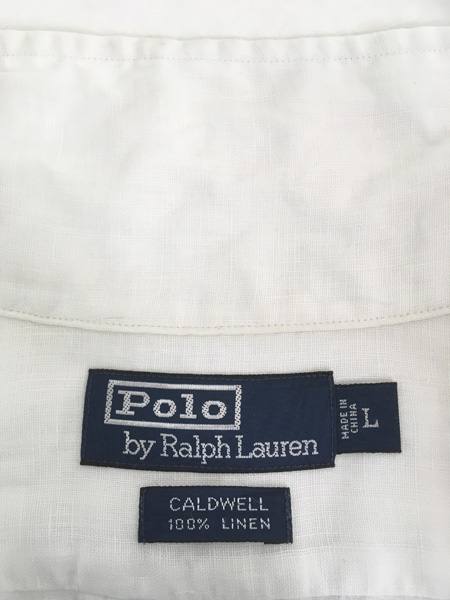 Polo
by Ralph Lauren
MADE IN
CHINA
L
CALDWELL
100% LINEN